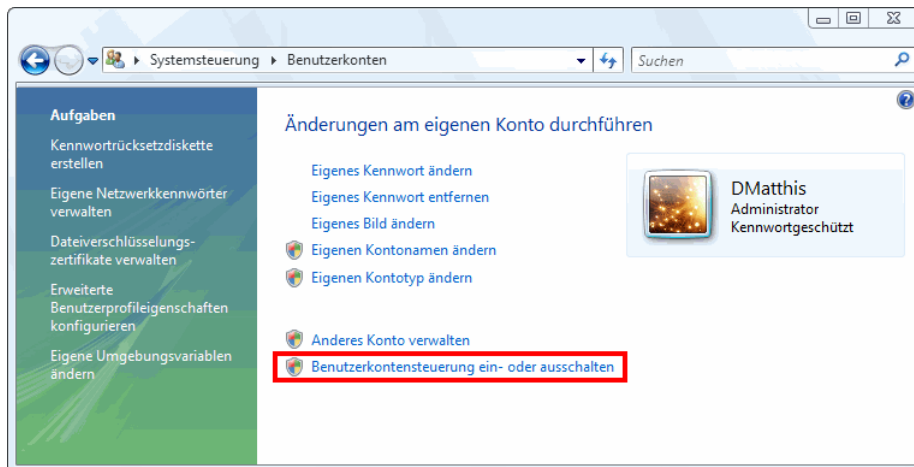 Systemsteuerung Benutzerkonten Suchen
Aufgaben
Kennwortrücksetzdiskette
erstellen
Eigene Netzwerkkennwörter
verwalten
Dateiverschlüsselungs-
zertifikate verwalten
Erweiterte
Benutzerprofileigenschaften
konfigurieren
Eigene Umgebungsvariablen
ändern
Änderungen am eigenen Konto durchführen
Eigenes Kennwort ändern
Eigenes Kennwort entfernen
Eigenes Bild ändern
Eigenen Kontonamen ändern
Eigenen Kontotyp ändern
Anderes Konto verwalten
Benutzerkontensteuerung ein- oder ausschalten
DMatthis
Administrator
Kennwortgeschützt